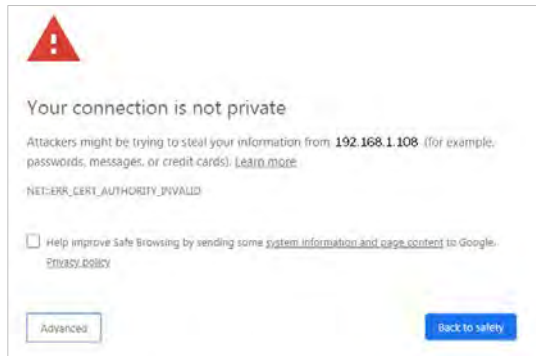 Your connection is not private
Attackers might be trying to steal your information from 192.168.1.108 (for example,
passwords, messages, or credit cards). Learn more
NET::ERR_CERT_AUTHORITY_INVALID
Help improve Safe Browsing by sending some system information and page content to Google.
Privacy policy
Advanced
Back to safety